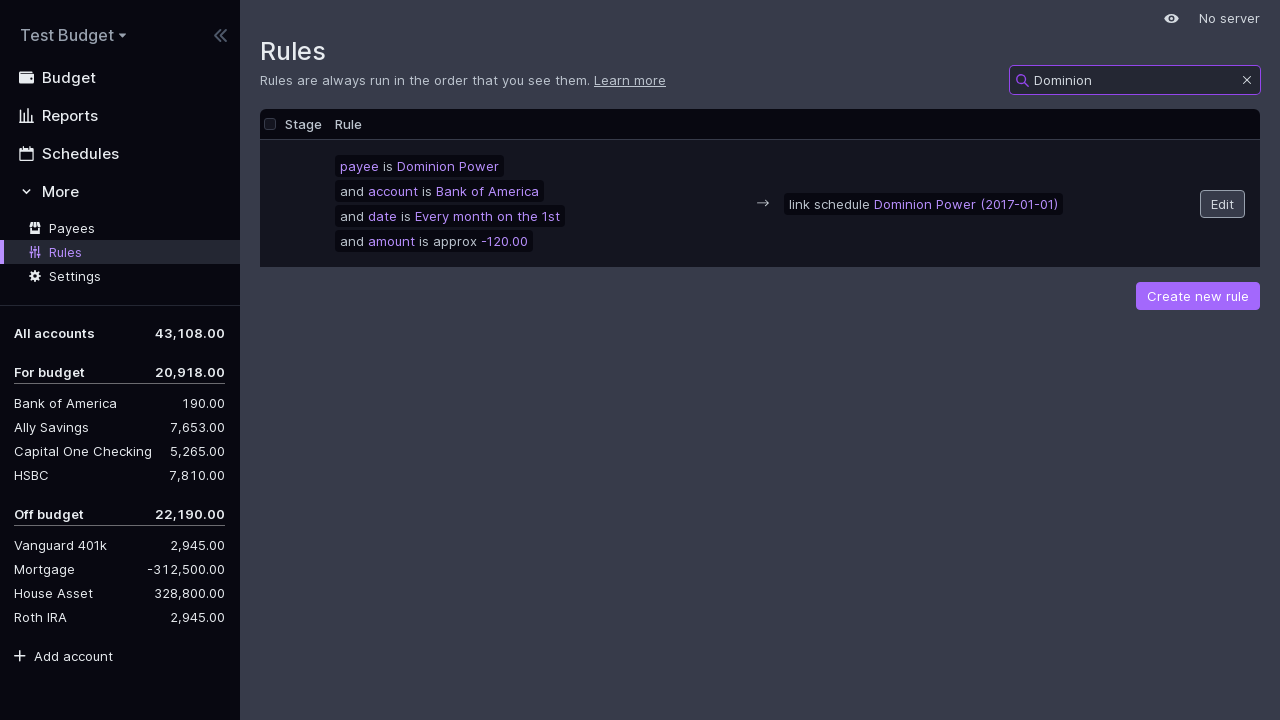 Test Budget
Budget
Reports
Schedules
More
Payees
Rules
Settings
All accounts 43,108.00
For budget 20,918.00
Bank of America 190.00
Ally Savings 7,653.00
Capital One Checking 5,265.00
HSBC 7,810.00
Off budget 22,190.00
Vanguard 401k 2,945.00
Mortgage -312,500.00
House Asset 328,800.00
Roth IRA 2,945.00
Add account
No server
Rules
Rules are always run in the order that you see them. Learn more
Dominion
Stage Rule
payee is Dominion Power
and account is Bank of America
and date is Every month on the 1st
and amount is approx -120.00
→ link schedule Dominion Power (2017-01-01)
Edit
Create new rule